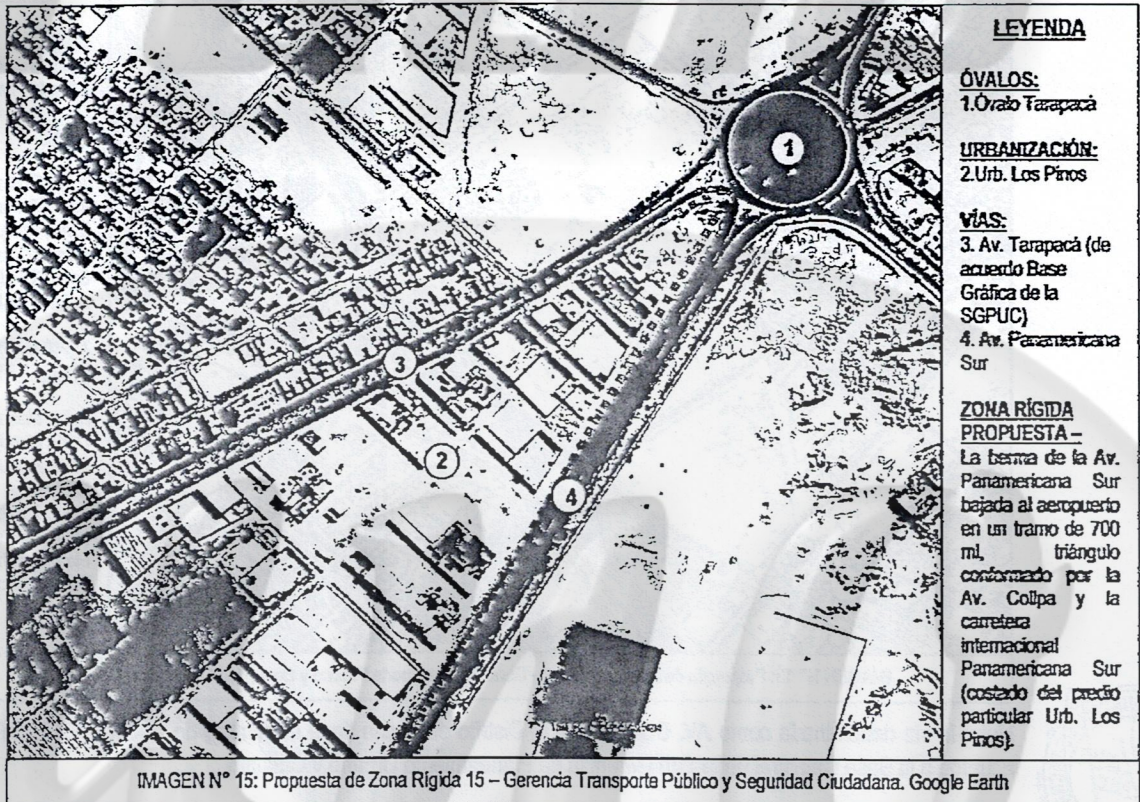 LEYENDA
ÓVALOS:
1.Óvalo Tarapacá
URBANIZACIÓN:
2.Urb. Los Pinos
VÍAS:
3. Av. Tarapacá (de
acuerdo Base
Gráfica de la
SGPUC)
4. Av. Panamericana
Sur
ZONA RÍGIDA
PROPUESTA –
La berma de la Av.
Panamericana Sur
bajada al aeropuerto
en un tramo de 700
ml, triángulo
conformado por la
Av. Collpa y la
carretera
internacional
Panamericana Sur
(costado del predio
particular Urb. Los
Pinos).
1
3
2
4
IMAGEN N° 15: Propuesta de Zona Rígida 15 – Gerencia Transporte Público y Seguridad Ciudadana. Google Earth